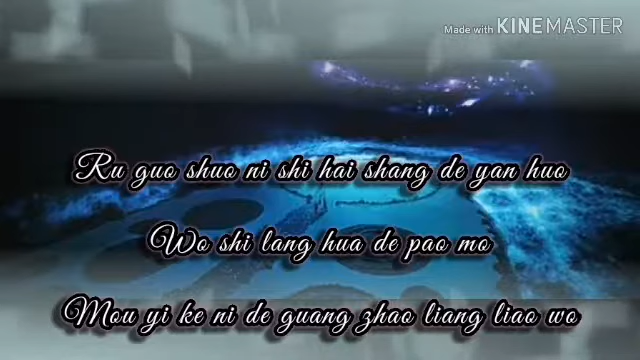 Made with KINEMASTER
Ru guo shuo ni shi hai shang de yan huo
Wo shi lang hua de pao mo
Mou yi ke ni de guang zhao liang liao wo